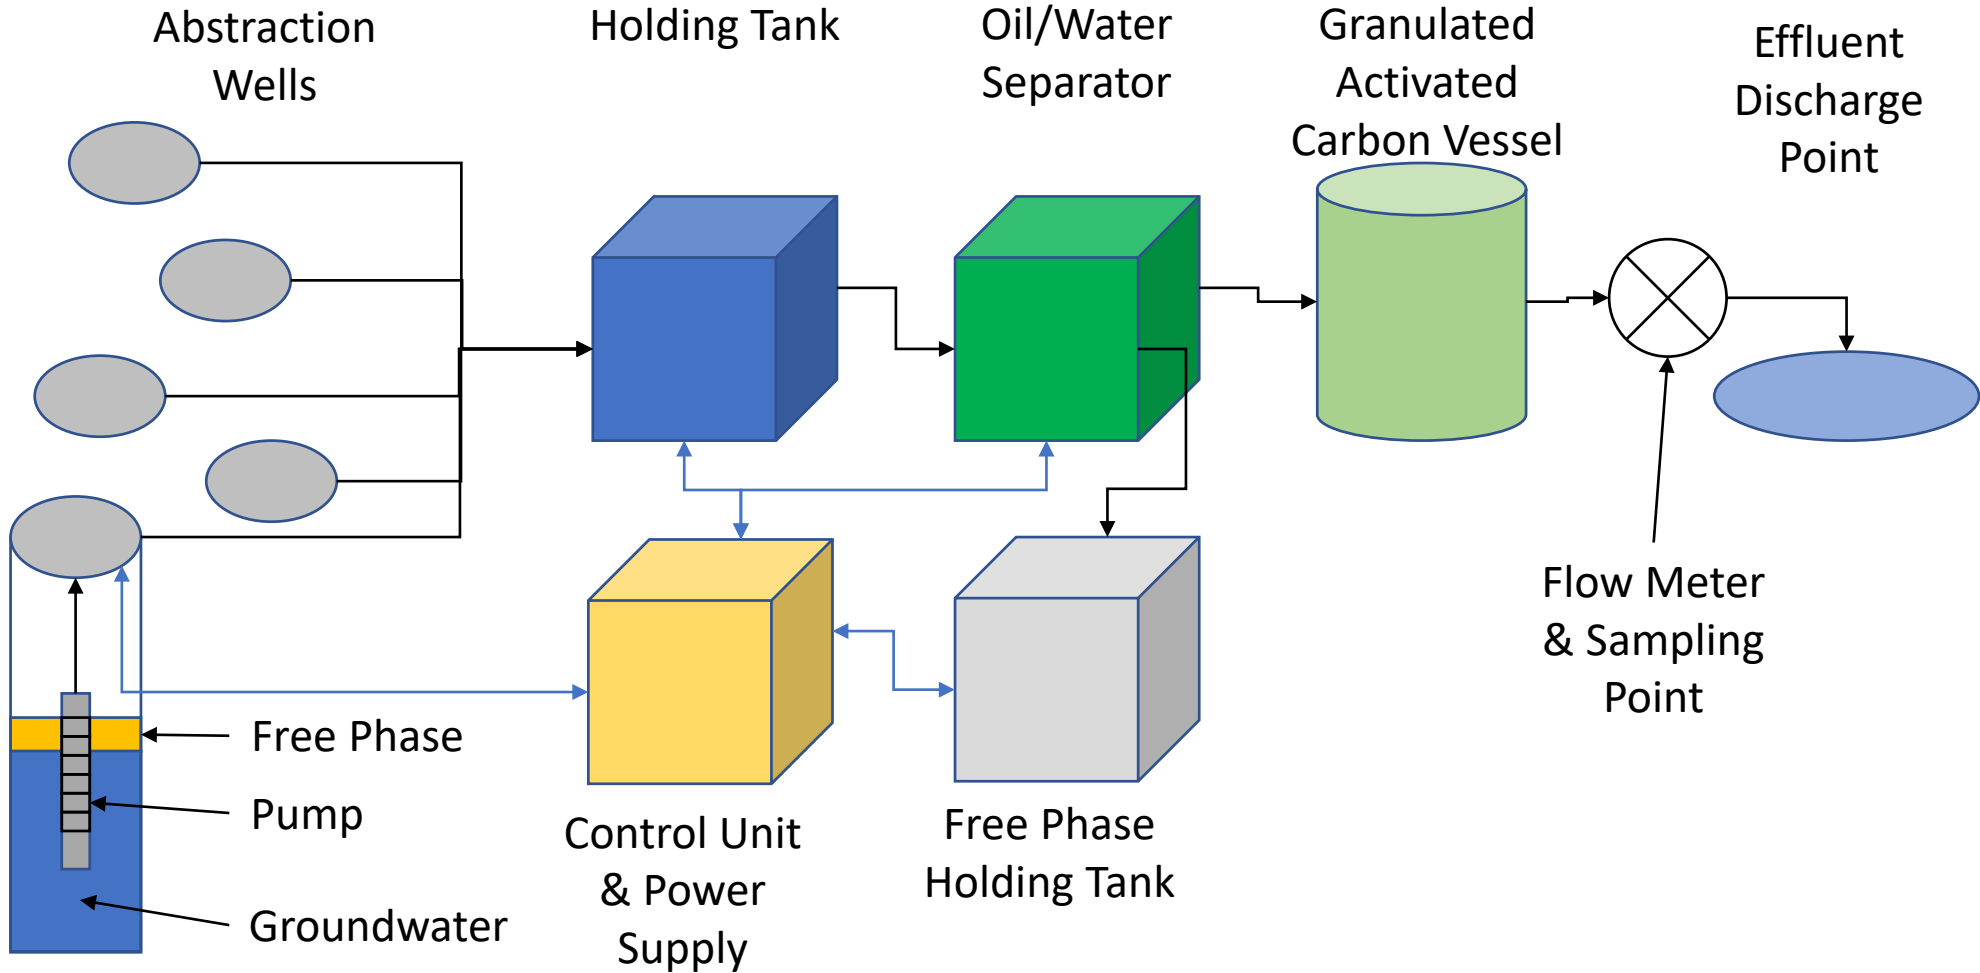 Abstraction
Wells
Holding Tank
Oil/Water
Separator
Granulated
Activated
Carbon Vessel
Effluent
Discharge
Point
Flow Meter
& Sampling
Point
Free Phase
Pump
Groundwater
Control Unit
& Power
Supply
Free Phase
Holding Tank